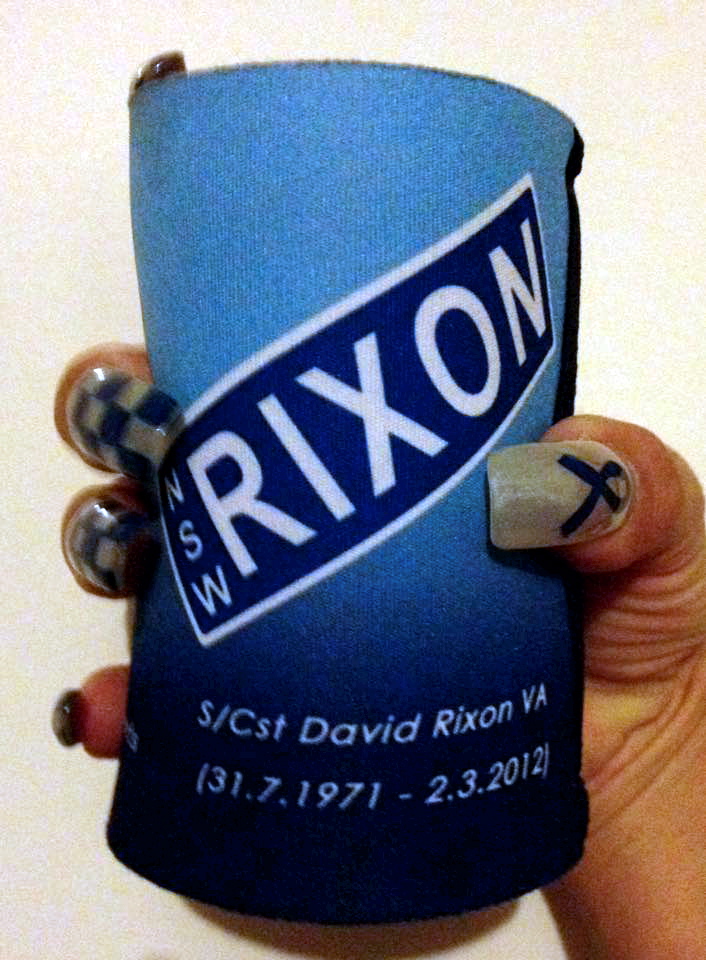 NSW
RIXON
S/Cst David Rixon VA
(31.7.1971 - 2.3.2012)